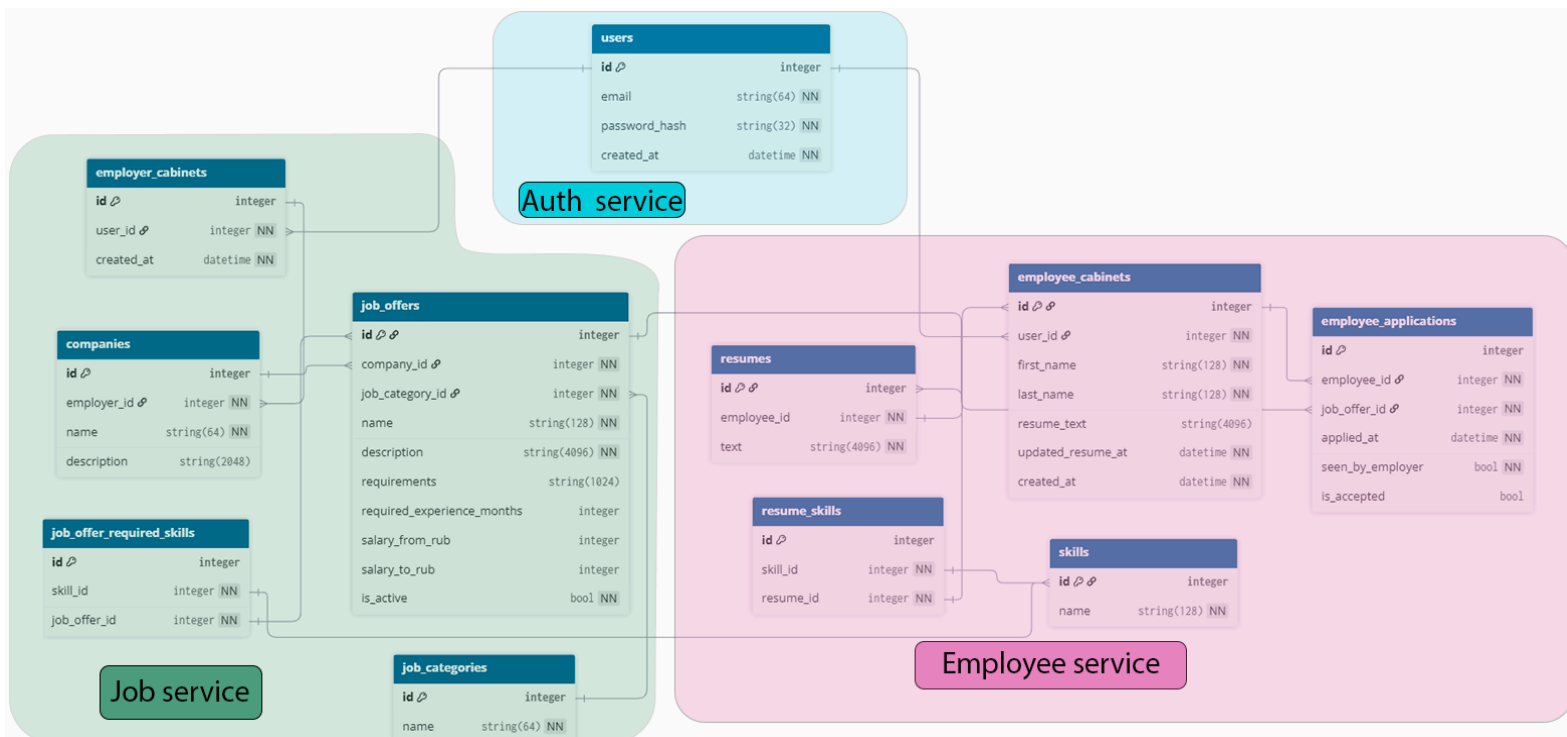 users
id integer
email string(64) NN
password_hash string(32) NN
created_at datetime NN
Auth service
employer_cabinets
id integer
user_id integer NN
created_at datetime NN
companies
id integer
employer_id integer NN
name string(64) NN
description string(2048)
job_offers
id integer
company_id integer NN
job_category_id integer NN
name string(128) NN
description string(4096) NN
requirements string(1024)
required_experience_months integer
salary_from_rub integer
salary_to_rub integer
is_active bool NN
job_offer_required_skills
id integer
skill_id integer NN
job_offer_id integer NN
job_categories
id integer
name string(64) NN
Job service
employee_cabinets
id integer
user_id integer NN
first_name string(128) NN
last_name string(128) NN
resume_text string(4096)
updated_resume_at datetime NN
created_at datetime NN
employee_applications
id integer
employee_id integer NN
job_offer_id integer NN
applied_at datetime NN
seen_by_employer bool NN
is_accepted bool
resumes
id integer
employee_id integer NN
text string(4096) NN
resume_skills
id integer
skill_id integer NN
resume_id integer NN
skills
id integer
name string(128) NN
Employee service